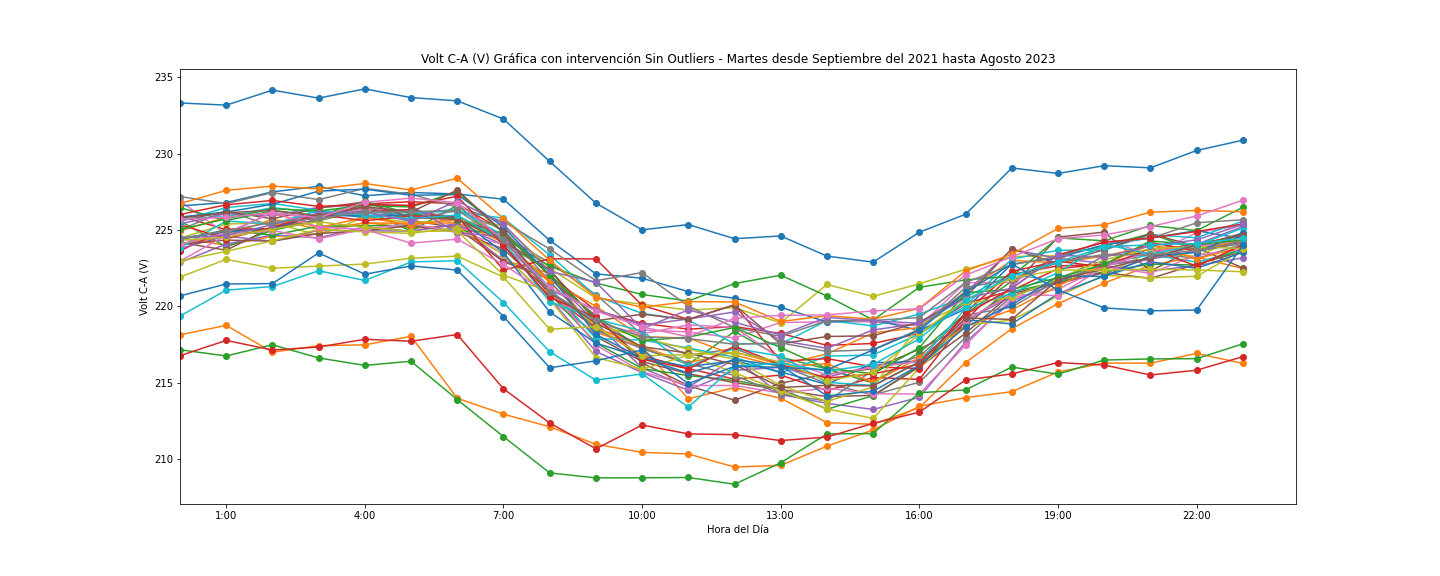 Volt C-A (V) Gráfica con intervención Sin Outliers - Martes desde Septiembre del 2021 hasta Agosto 2023
Volt C-A (V)
235
230
225
220
215
210
1:00 4:00 7:00 10:00 13:00 16:00 19:00 22:00
Hora del Día